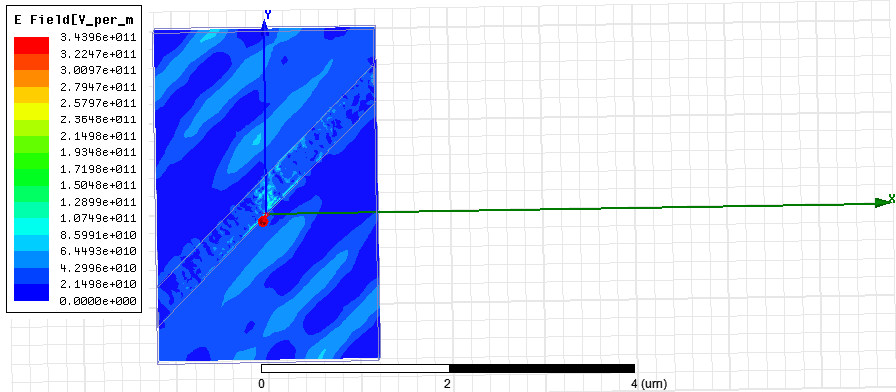 E Field[V_per_m
3.4396e+011
3.2247e+011
3.0097e+011
2.7947e+011
2.5797e+011
2.3648e+011
2.1498e+011
1.9348e+011
1.7198e+011
1.5048e+011
1.2899e+011
1.0749e+011
8.5991e+010
6.4493e+010
4.2996e+010
2.1498e+010
0.0000e+000
Y
X
0 2 4 (um)